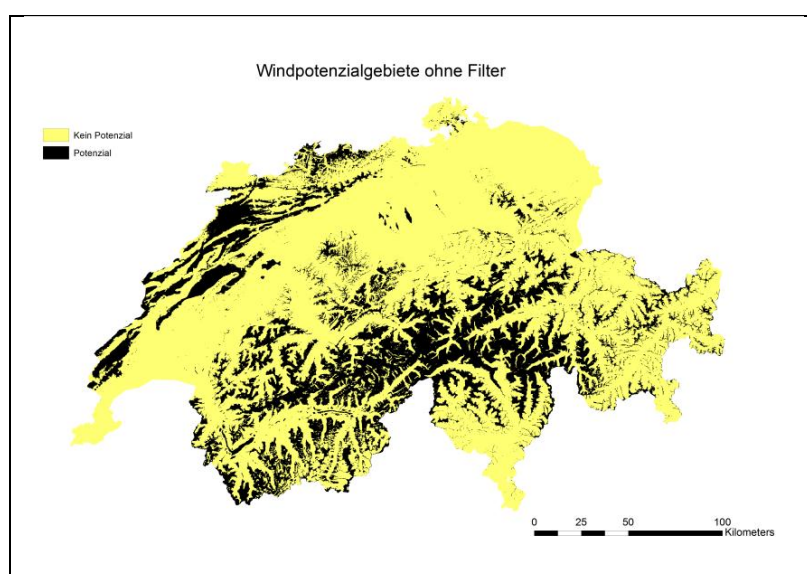 Windpotenzialgebiete ohne Filter
Kein Potenzial
Potenzial
0 25 50 100
Kilometers